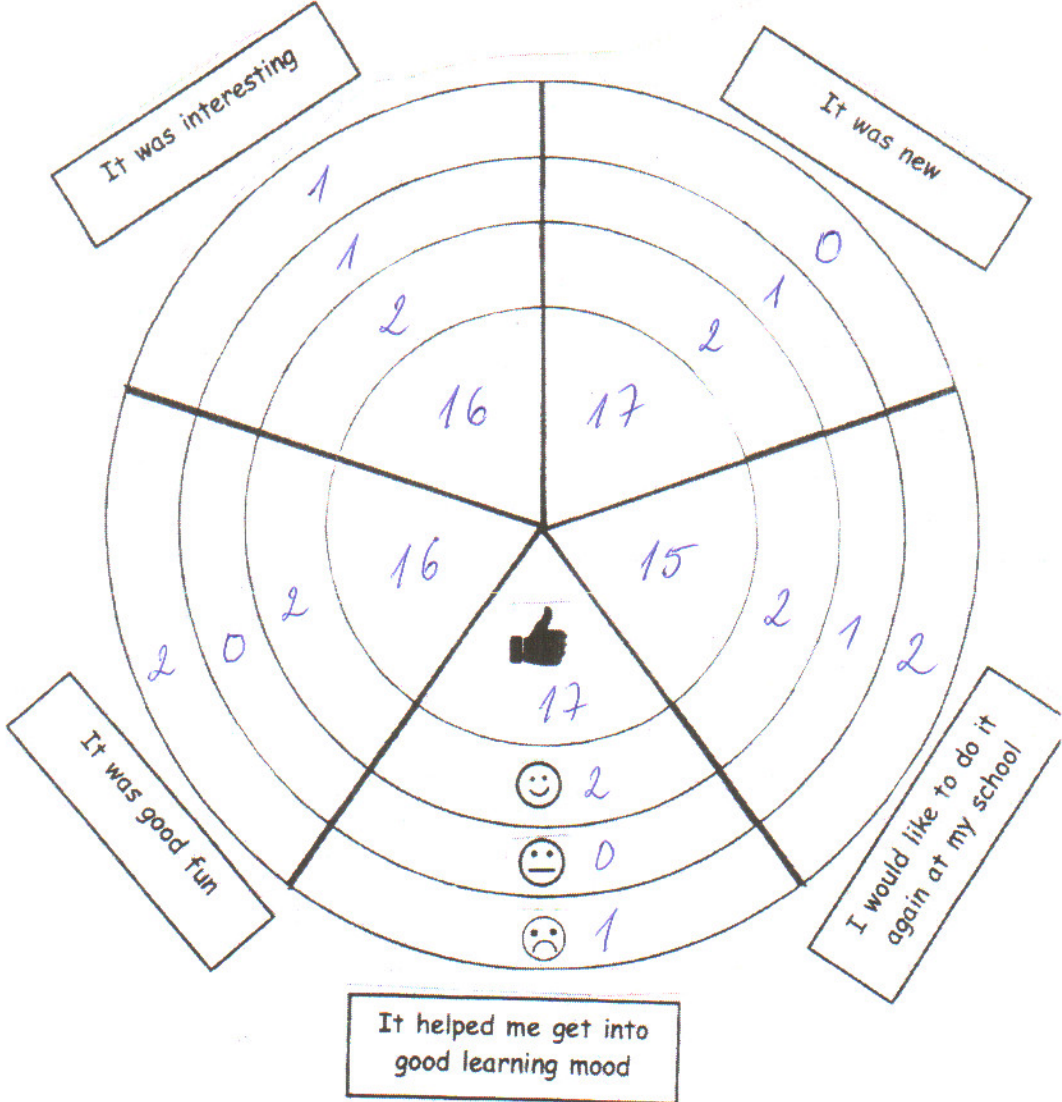 It was interesting
It was new
1
0
1
1
2
2
16
17
16
15
2
2
0
1
2
2
17
2
0
1
It was good fun
I would like to do it
again at my school
It helped me get into
good learning mood